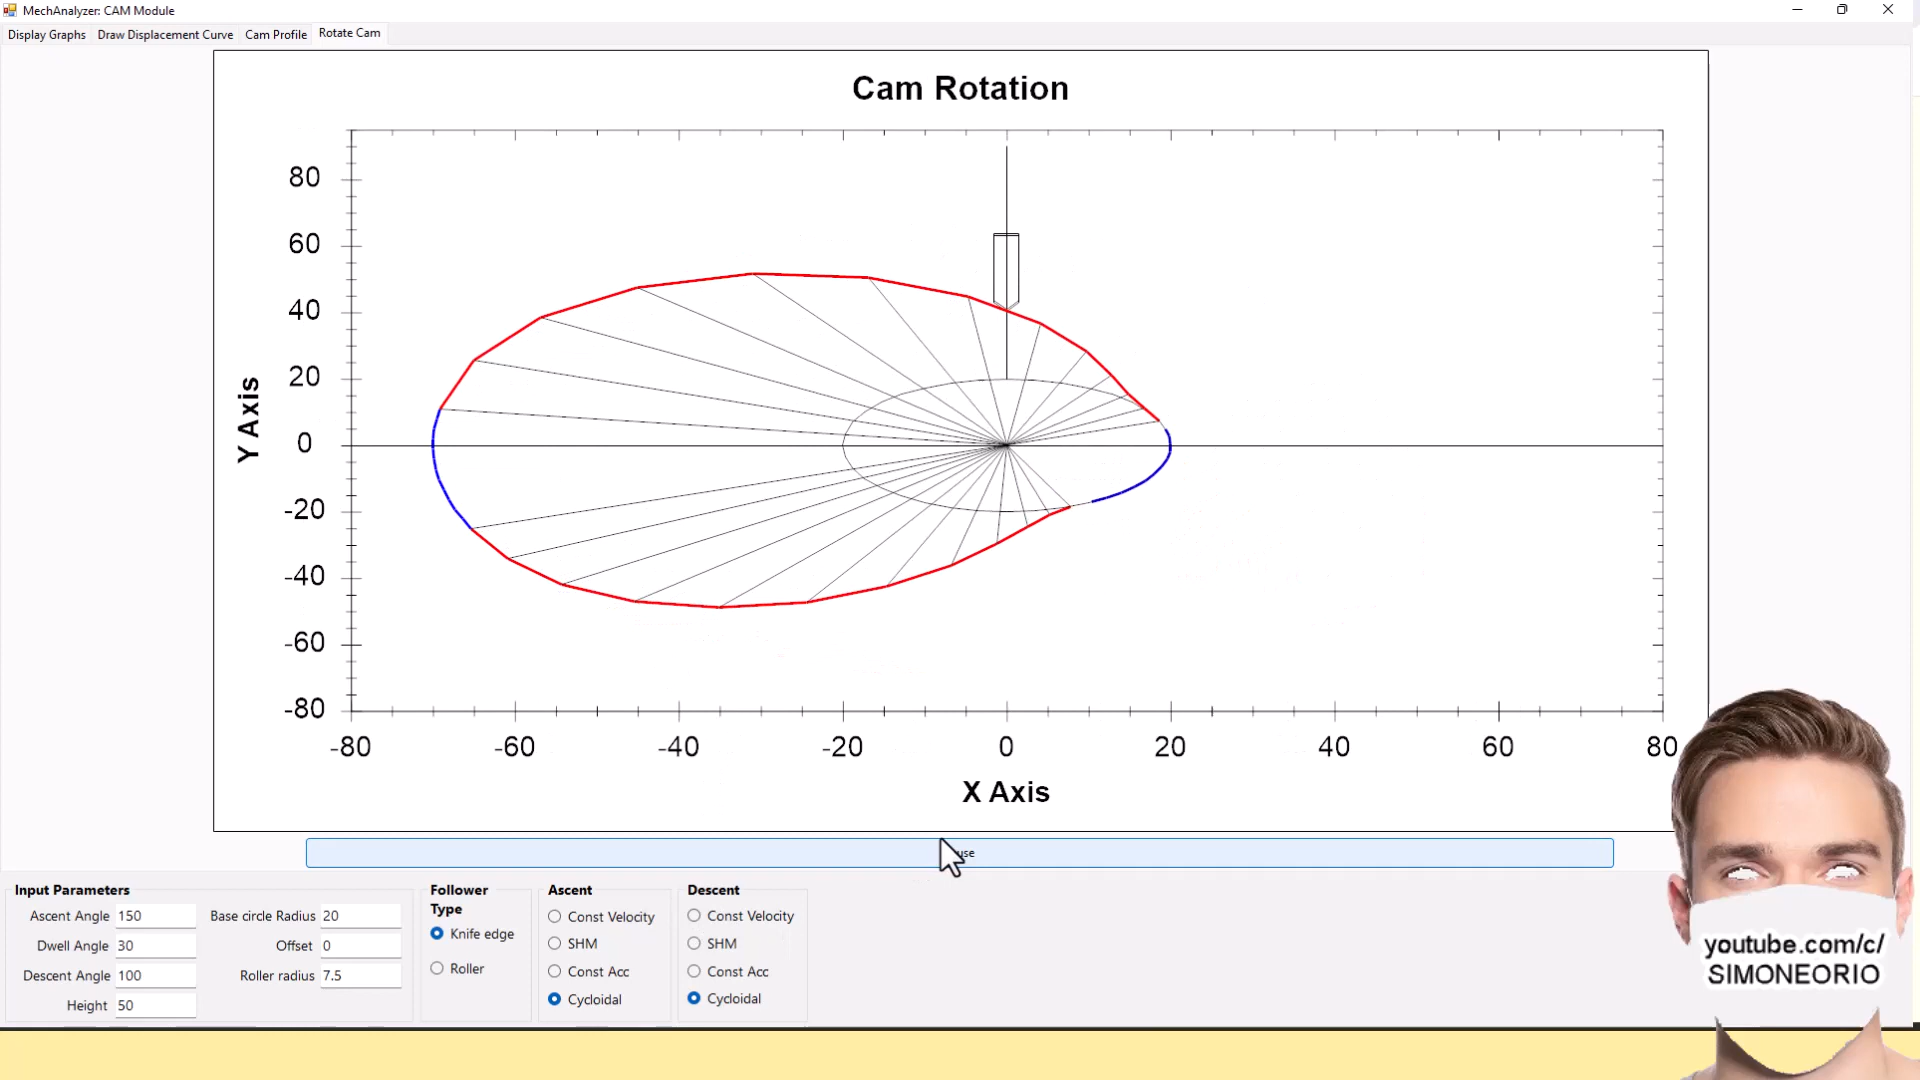 MechAnalyzer: CAM Module
Display Graphs Draw Displacement Curve Cam Profile Rotate Cam
Cam Rotation
80
60
40
20
0
-20
-40
-60
-80
Y Axis
-80 -60 -40 -20 0 20 40 60 80
X Axis
Input Parameters
Ascent Angle 150
Dwell Angle 30
Descent Angle 100
Height 50
Base circle Radius 20
Offset 0
Roller radius 7.5
Follower
Type
Knife edge
Roller
Ascent
Const Velocity
SHM
Const Acc
Cycloidal
Descent
Const Velocity
SHM
Const Acc
Cycloidal
youtube.com/c/
SIMONEORIO